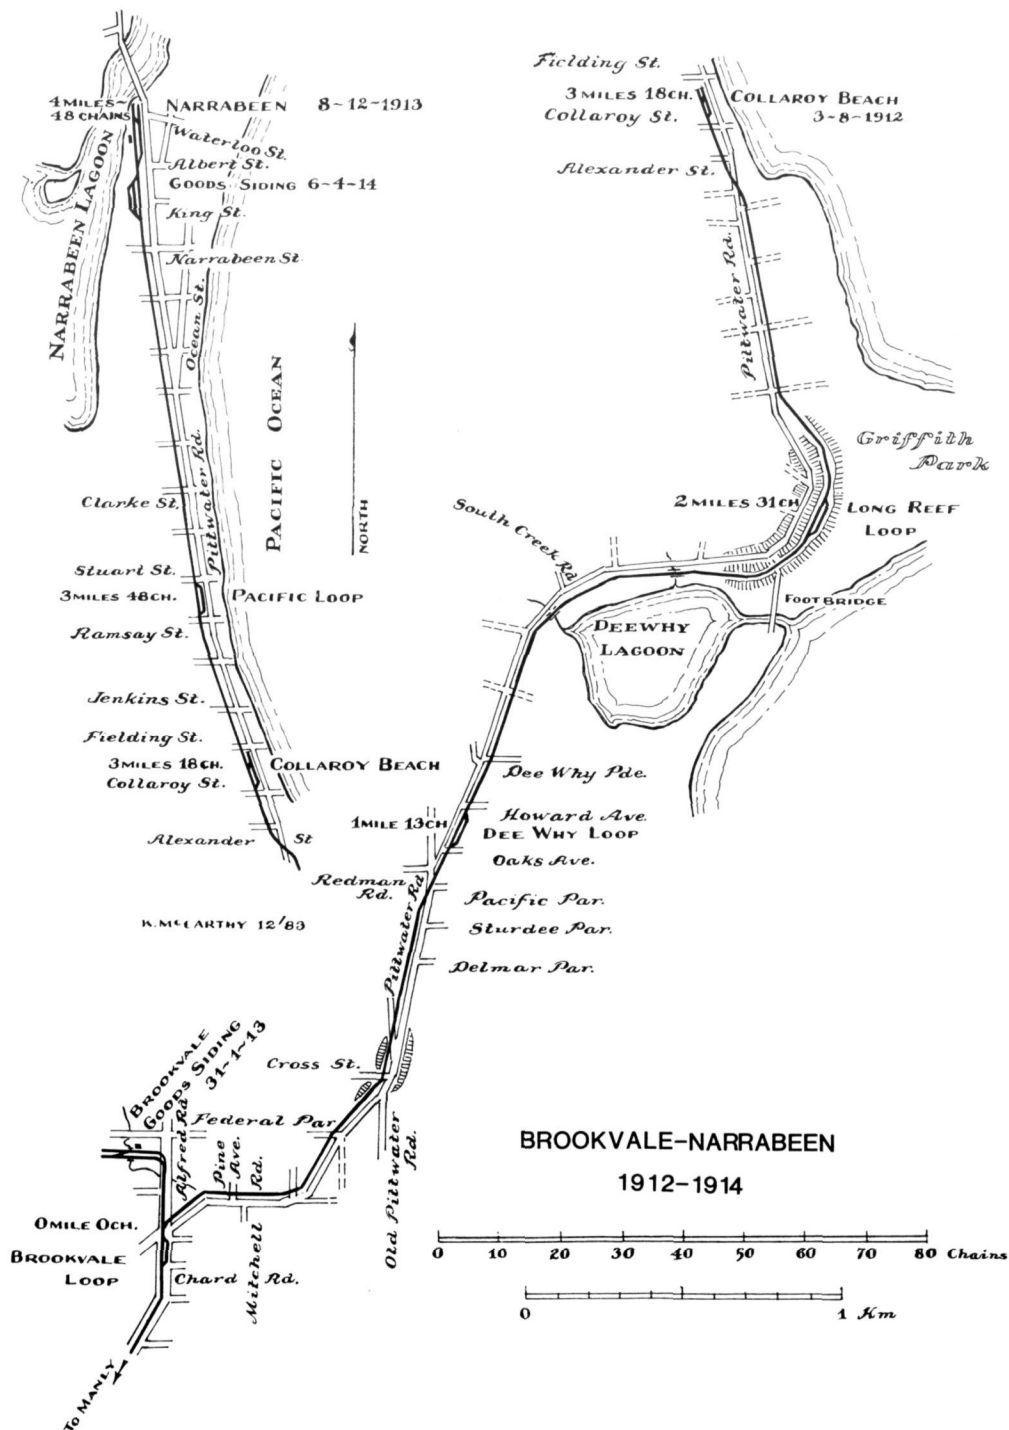 4 MILES~
48 CHAINS
NARRABEEN 8-12-1913
Waterloo St.
Albert St.
GOODS SIDING 6-4-14
King St.
NARRABEEN LAGOON
Narrabeen St
Ocean St.
PACIFIC OCEAN
NORTH
Pittwater Rd.
Clarke St.
Stuart St.
3 MILES 48 CH.
PACIFIC LOOP
Ramsay St.
Jenkins St.
Fielding St.
3 MILES 18 CH.
COLLAROY BEACH
Collaroy St.
Alexander St
K. McCARTHY 12/83
Fielding St.
3 MILES 18 CH.
COLLAROY BEACH
Collaroy St.
3-8-1912
Alexander St.
Pittwater Rd.
Griffith
Park
2 MILES 31 CH
LONG REEF
LOOP
South Creek Rd
FOOT BRIDGE
DEEWHY
LAGOON
Dee Why Pde.
Howard Ave.
1 MILE 13 CH
DEE WHY LOOP
Oaks Ave.
Redman
Rd.
Pacific Par.
Pittwater Rd
Sturdee Par.
Delmar Par.
Cross St.
BROOKVALE
GOODS SIDING
31-1-13
Federal Par.
Alfred Rd
Pine
Ave.
Rd.
Mitchell
Old Pittwater
Rd.
0 MILE 0 CH.
BROOKVALE
LOOP
Chard Rd.
TO MANLY
BROOKVALE-NARRABEEN
1912-1914
0 10 20 30 40 50 60 70 80 Chains
0 1 Km